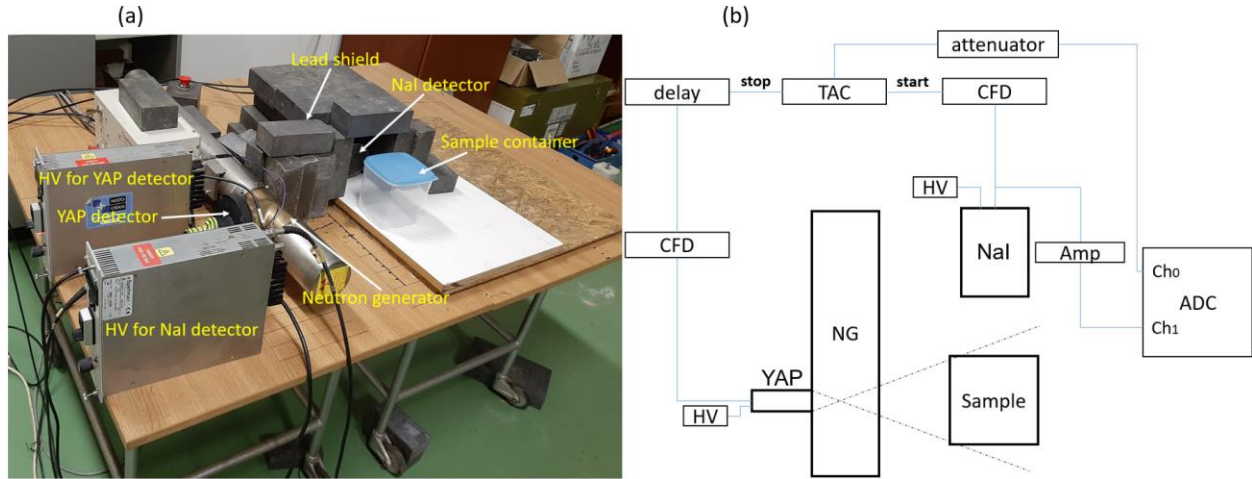 (a)
Lead shield
NaI detector
Sample container
HV for YAP detector
YAP detector
Neutron generator
HV for NaI detector
(b)
attenuator
delay
stop
TAC
start
CFD
HV
NaI
CFD
Amp
Ch0
ADC
Ch1
NG
YAP
HV
Sample